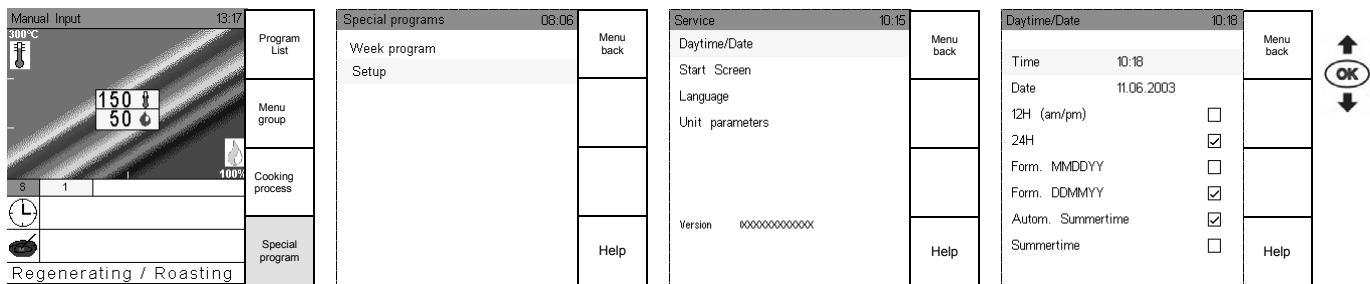 Manual Input 13:17
300°C
150
50
100%
S 1
Regenerating / Roasting
Program
List
Menu
group
Cooking
process
Special
program
Special programs 08:06
Week program
Setup
Menu
back
Help
Service 10:15
Daytime/Date
Start Screen
Language
Unit parameters
Version XXXXXXXXXXXX
Menu
back
Help
Daytime/Date 10:18
Time 10:18
Date 11.06.2003
12H (am/pm)
24H
Form. MMDDYY
Form. DDMMYY
Autom. Summertime
Summertime
Menu
back
Help
OK